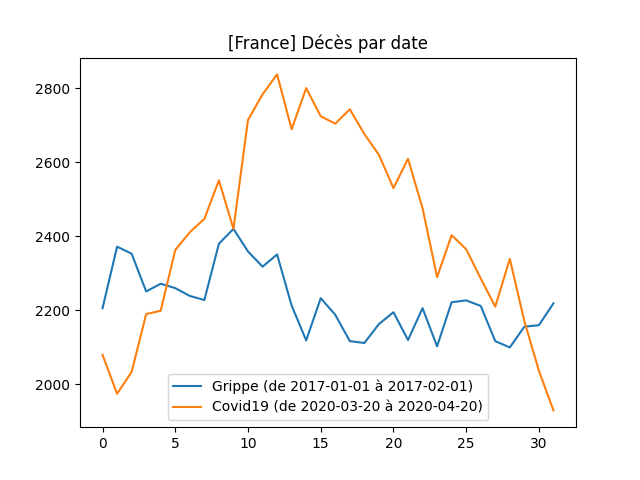 [France] Décès par date
2800
2600
2400
2200
2000
Grippe (de 2017-01-01 à 2017-02-01)
Covid19 (de 2020-03-20 à 2020-04-20)
0 5 10 15 20 25 30